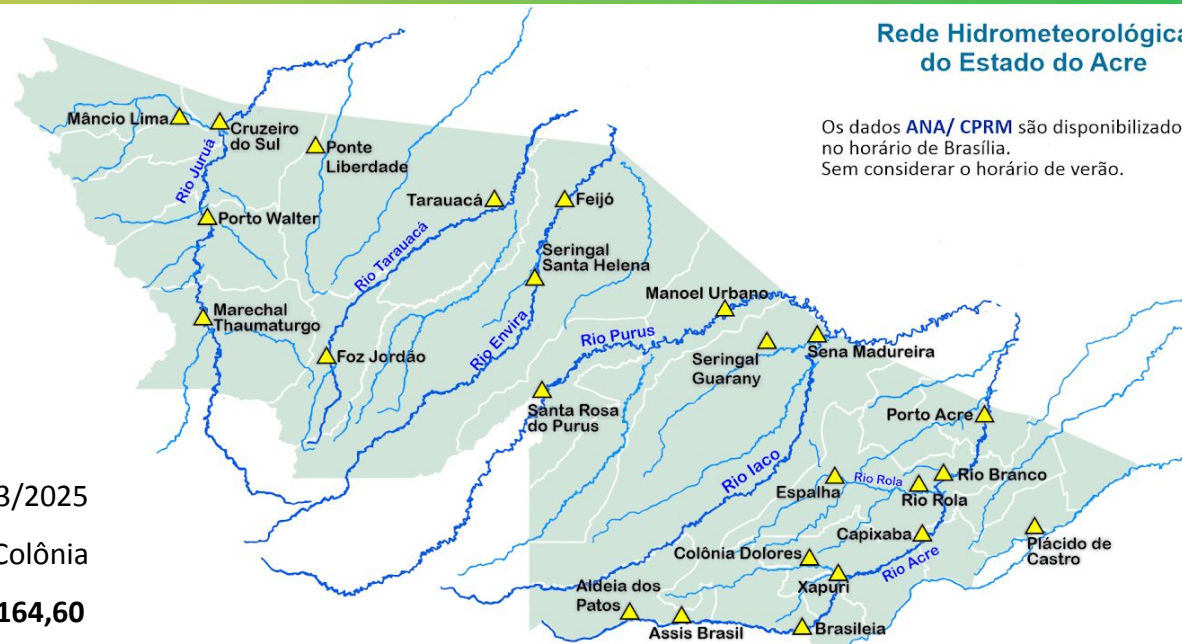 Rede Hidrometeorológica
do Estado do Acre
Os dados ANA/ CPRM são disponibilizado
no horário de Brasília.
Sem considerar o horário de verão.
Mâncio Lima
Cruzeiro
do Sul
Ponte
Liberdade
Rio Juruá
Porto Walter
Tarauacá
Feijó
Rio Tarauacá
Seringal
Santa Helena
Marechal
Thaumaturgo
Foz Jordão
Rio Envira
Manoel Urbano
Rio Purus
Seringal
Guarany
Sena Madureira
Santa Rosa
do Purus
Porto Acre
Rio Iaco
Espalha
Rio Rola
Rio Rola
Rio Branco
Capixaba
Plácido de
Castro
Colônia Dolores
Rio Acre
Xapuri
Aldeia dos
Patos
Assis Brasil
Brasileia
3/2025
Colônia
164,60